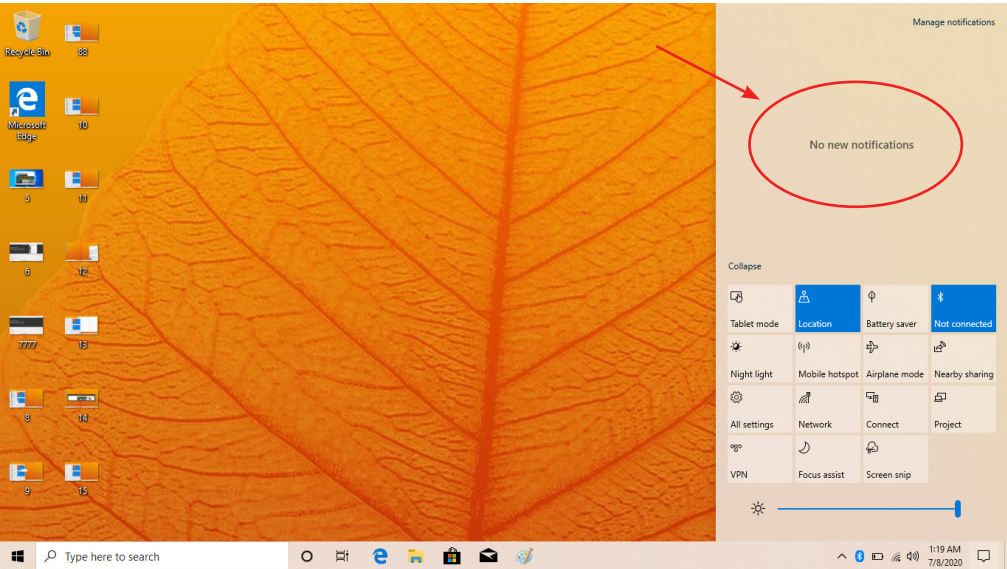 Recycle Bin
88
Microsoft
Edge
10
5
11
6
12
7777
13
8
14
9
15
Manage notifications
No new notifications
Collapse
Tablet mode
Location
Battery saver
Not connected
Night light
Mobile hotspot
Airplane mode
Nearby sharing
All settings
Network
Connect
Project
VPN
Focus assist
Screen snip
Type here to search
1:19 AM
7/8/2020